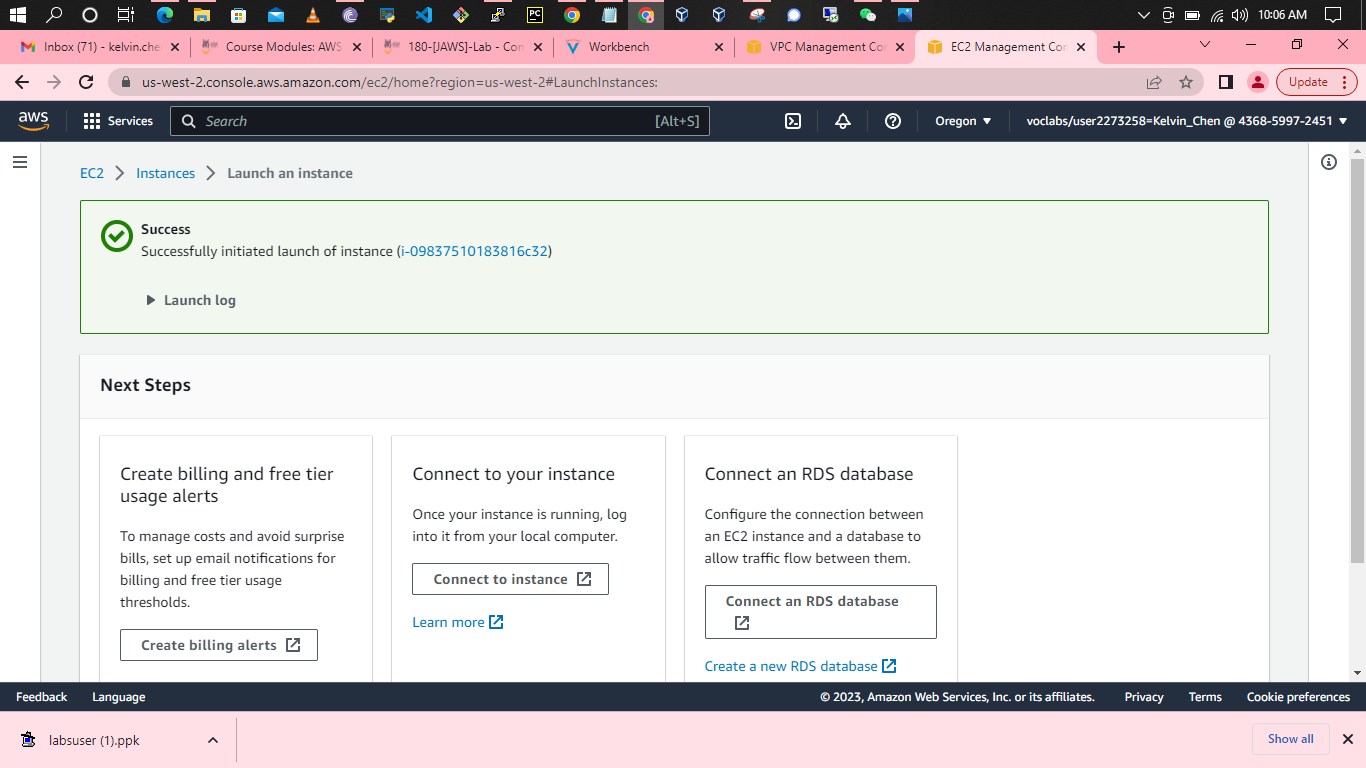 10:06 AM
Inbox (71) - kelvin.che
Course Modules: AWS
180-[JAWS]-Lab - Con
Workbench
VPC Management Con
EC2 Management Con
us-west-2.console.aws.amazon.com/ec2/home?region=us-west-2#LaunchInstances:
Update
aws
Services
Search
[Alt+S]
Oregon
voclabs/user2273258=Kelvin_Chen @ 4368-5997-2451
EC2
Instances
Launch an instance
Success
Successfully initiated launch of instance (i-09837510183816c32)
Launch log
Next Steps
Create billing and free tier
usage alerts
To manage costs and avoid surprise
bills, set up email notifications for
billing and free tier usage
thresholds.
Create billing alerts
Connect to your instance
Once your instance is running, log
into it from your local computer.
Connect to instance
Learn more
Connect an RDS database
Configure the connection between
an EC2 instance and a database to
allow traffic flow between them.
Connect an RDS database
Create a new RDS database
Feedback
Language
© 2023, Amazon Web Services, Inc. or its affiliates.
Privacy
Terms
Cookie preferences
labsuser (1).ppk
Show all